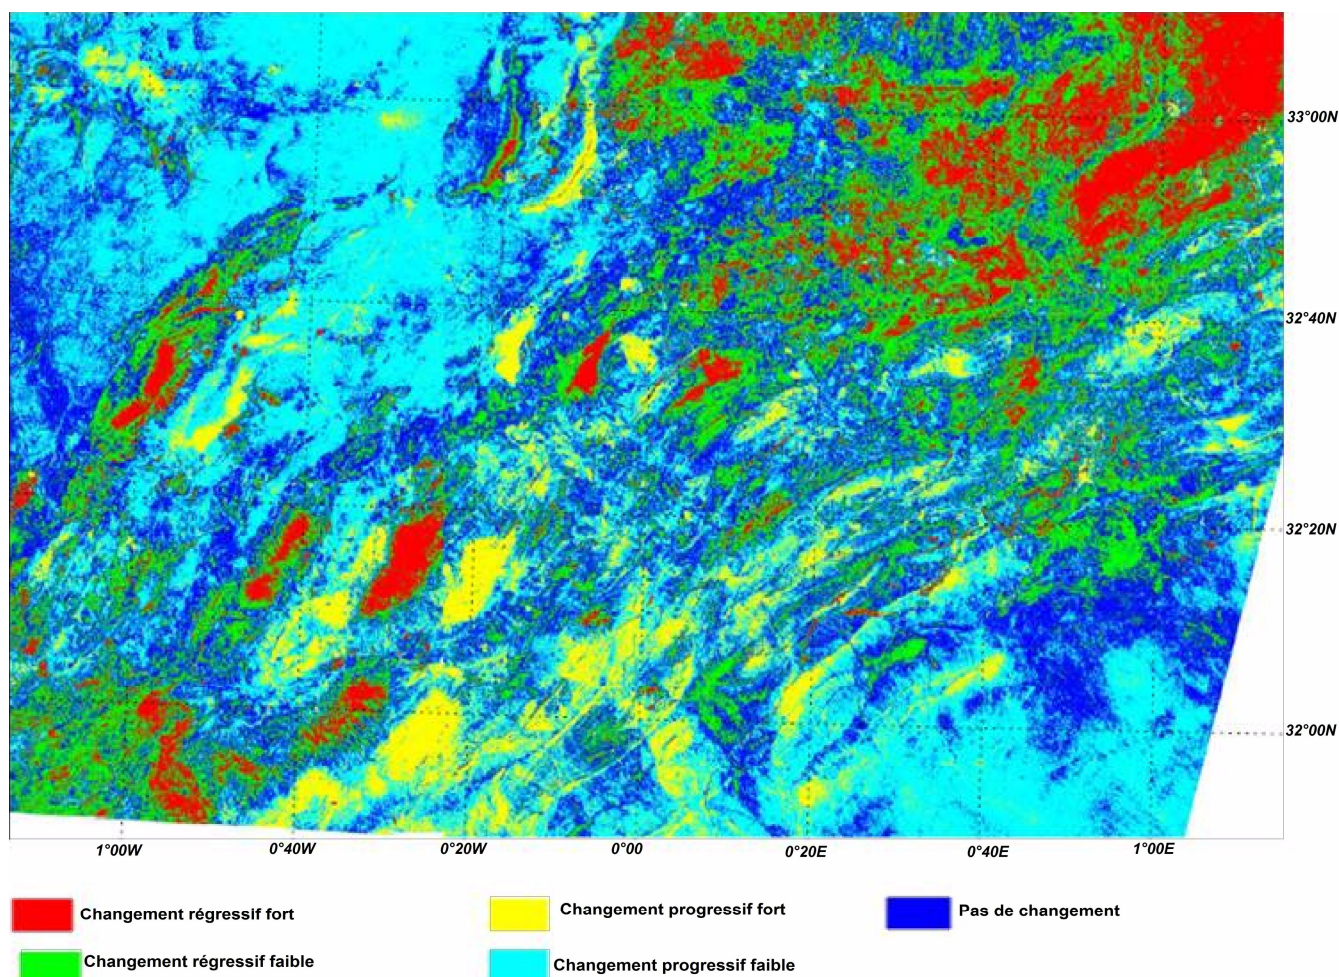 33°00N
32°40N
32°20N
32°00N
1°00W
0°40W
0°20W
0°00
0°20E
0°40E
1°00E
Changement régressif fort
Changement progressif fort
Pas de changement
Changement régressif faible
Changement progressif faible